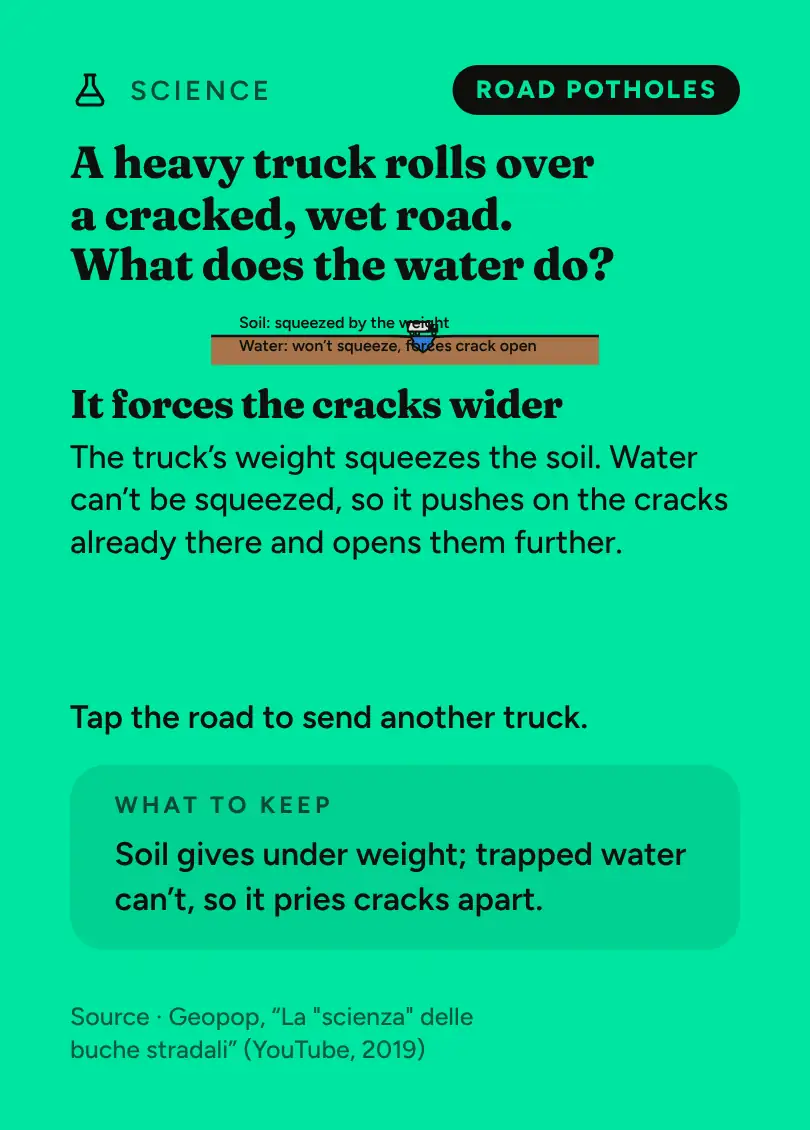 SCIENCE
ROAD POTHOLES
A heavy truck rolls over
a cracked, wet road.
What does the water do?
Soil: squeezed by the weight
Water: won’t squeeze, forces crack open
It forces the cracks wider
The truck’s weight squeezes the soil. Water
can’t be squeezed, so it pushes on the cracks
already there and opens them further.
Tap the road to send another truck.
WHAT TO KEEP
Soil gives under weight; trapped water
can’t, so it pries cracks apart.
Source · Geopop, “La "scienza" delle
buche stradali” (YouTube, 2019)